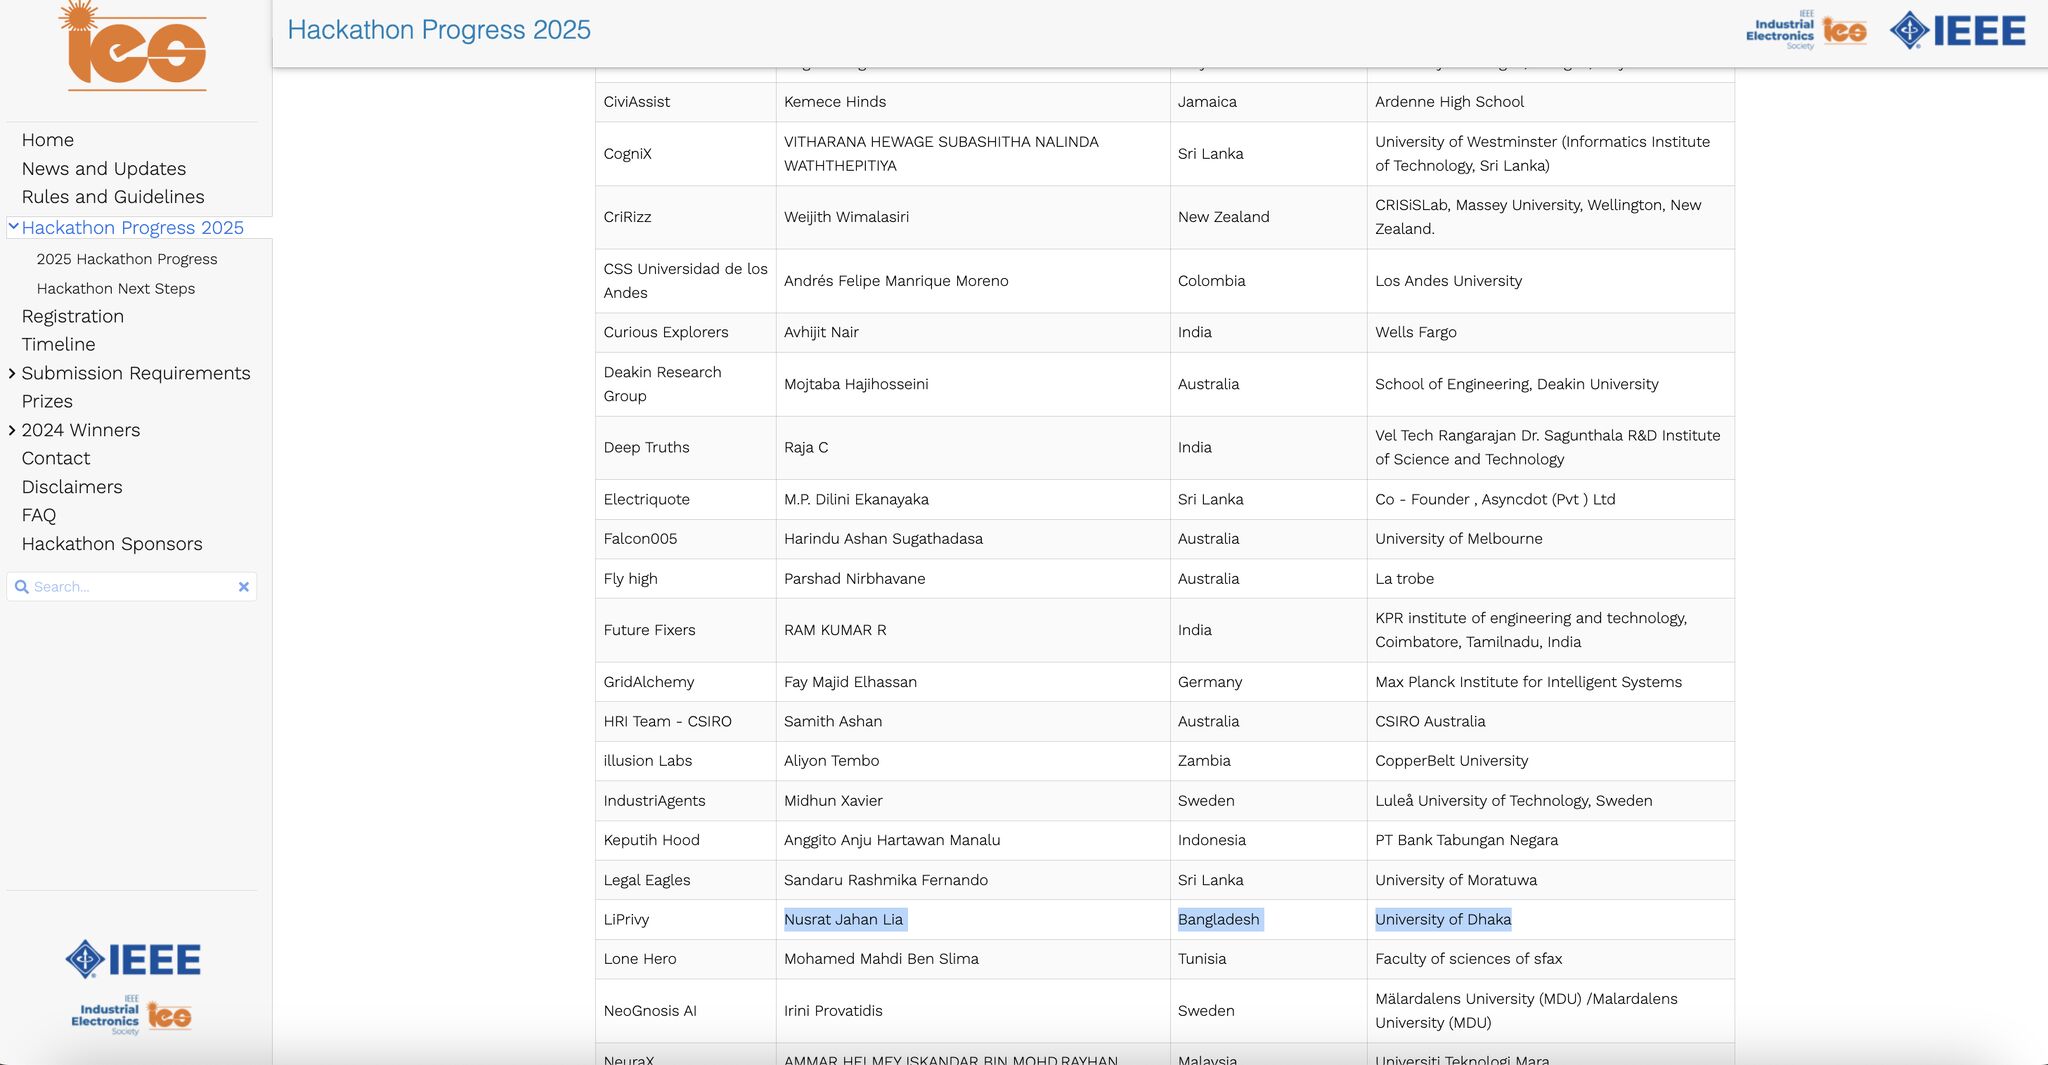 ies
Hackathon Progress 2025
IEEE
Industrial
Electronics
Society
ies
IEEE
Home
News and Updates
Rules and Guidelines
Hackathon Progress 2025
2025 Hackathon Progress
Hackathon Next Steps
Registration
Timeline
Submission Requirements
Prizes
2024 Winners
Contact
Disclaimers
FAQ
Hackathon Sponsors
Search...
IEEE
IEEE
Industrial
Electronics
Society
ies
CiviAssist Kemece Hinds Jamaica Ardenne High School
CogniX VITHARANA HEWAGE SUBASHITHA NALINDA Sri Lanka University of Westminster (Informatics Institute
WATHTHEPITIYA of Technology, Sri Lanka)
CriRizz Weijith Wimalasiri New Zealand CRISiSLab, Massey University, Wellington, New
Zealand.
CSS Universidad de los Andrés Felipe Manrique Moreno Colombia Los Andes University
Andes
Curious Explorers Avhijit Nair India Wells Fargo
Deakin Research Mojtaba Hajihosseini Australia School of Engineering, Deakin University
Group
Deep Truths Raja C India Vel Tech Rangarajan Dr. Sagunthala R&D Institute
of Science and Technology
Electriquote M.P. Dilini Ekanayaka Sri Lanka Co - Founder , Asyncdot (Pvt ) Ltd
Falcon005 Harindu Ashan Sugathadasa Australia University of Melbourne
Fly high Parshad Nirbhavane Australia La trobe
Future Fixers RAM KUMAR R India KPR institute of engineering and technology,
Coimbatore, Tamilnadu, India
GridAlchemy Fay Majid Elhassan Germany Max Planck Institute for Intelligent Systems
HRI Team - CSIRO Samith Ashan Australia CSIRO Australia
illusion Labs Aliyon Tembo Zambia CopperBelt University
IndustriAgents Midhun Xavier Sweden Luleå University of Technology, Sweden
Keputih Hood Anggito Anju Hartawan Manalu Indonesia PT Bank Tabungan Negara
Legal Eagles Sandaru Rashmika Fernando Sri Lanka University of Moratuwa
LiPrivy Nusrat Jahan Lia Bangladesh University of Dhaka
Lone Hero Mohamed Mahdi Ben Slima Tunisia Faculty of sciences of sfax
NeoGnosis AI Irini Provatidis Sweden Mälardalens University (MDU) /Malardalens
University (MDU)
NeuraX AMMAR HELMEY ISKANDAR BIN MOHD RAYHAN Malaysia Universiti Teknologi Mara